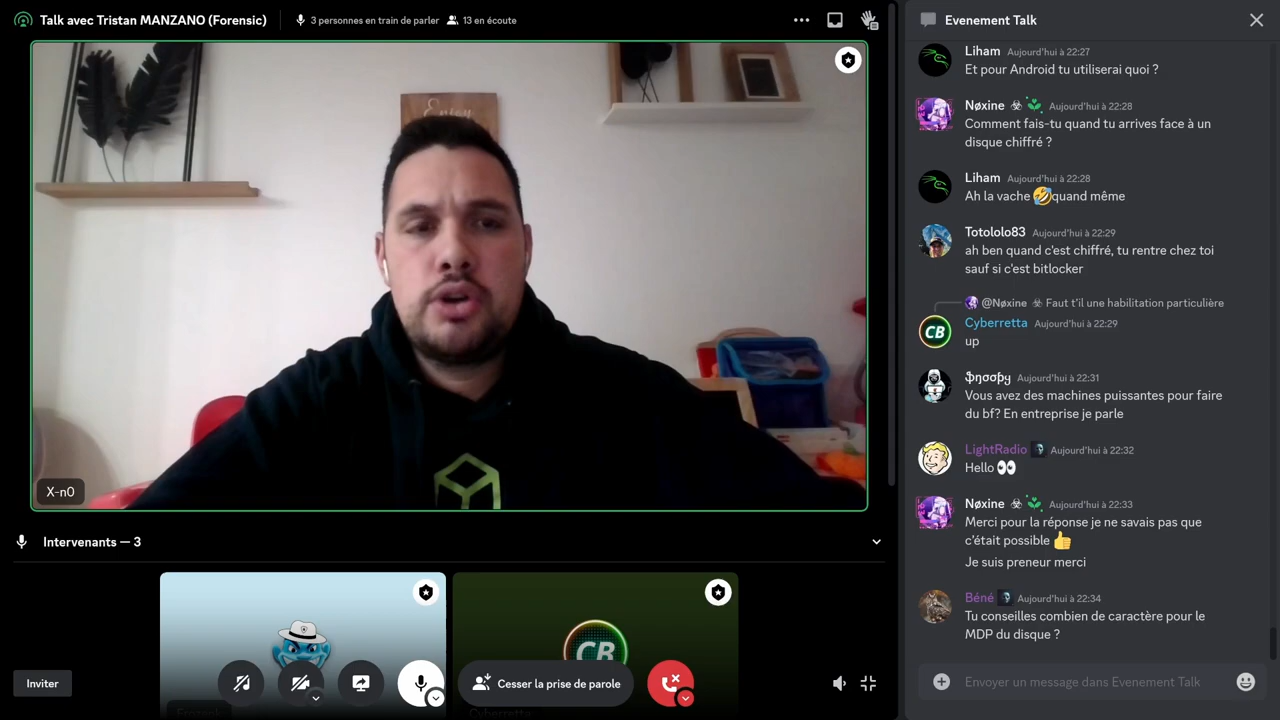 Talk avec Tristan MANZANO (Forensic)
3 personnes en train de parler
13 en écoute
Enjoy
X-n0
Intervenants — 3
CB
Cesser la prise de parole
Inviter
Cyberretta
Evenement Talk
Liham Aujourd'hui à 22:27
Et pour Android tu utiliserai quoi ?
Nøxine Aujourd'hui à 22:28
Comment fais-tu quand tu arrives face à un
disque chiffré ?
Liham Aujourd'hui à 22:28
Ah la vache 🤣quand même
Totololo83 Aujourd'hui à 22:29
ah ben quand c'est chiffré, tu rentre chez toi
sauf si c'est bitlocker
@Nøxine ☣ Faut t'il une habilitation particulière
CB
Cyberretta Aujourd'hui à 22:29
up
Aujourd'hui à 22:31
Vous avez des machines puissantes pour faire
du bf? En entreprise je parle
LightRadio Aujourd'hui à 22:32
Hello 👀
Nøxine Aujourd'hui à 22:33
Merci pour la réponse je ne savais pas que
c'était possible 👍
Je suis preneur merci
Béné Aujourd'hui à 22:34
Tu conseilles combien de caractère pour le
MDP du disque ?
Envoyer un message dans Evenement Talk